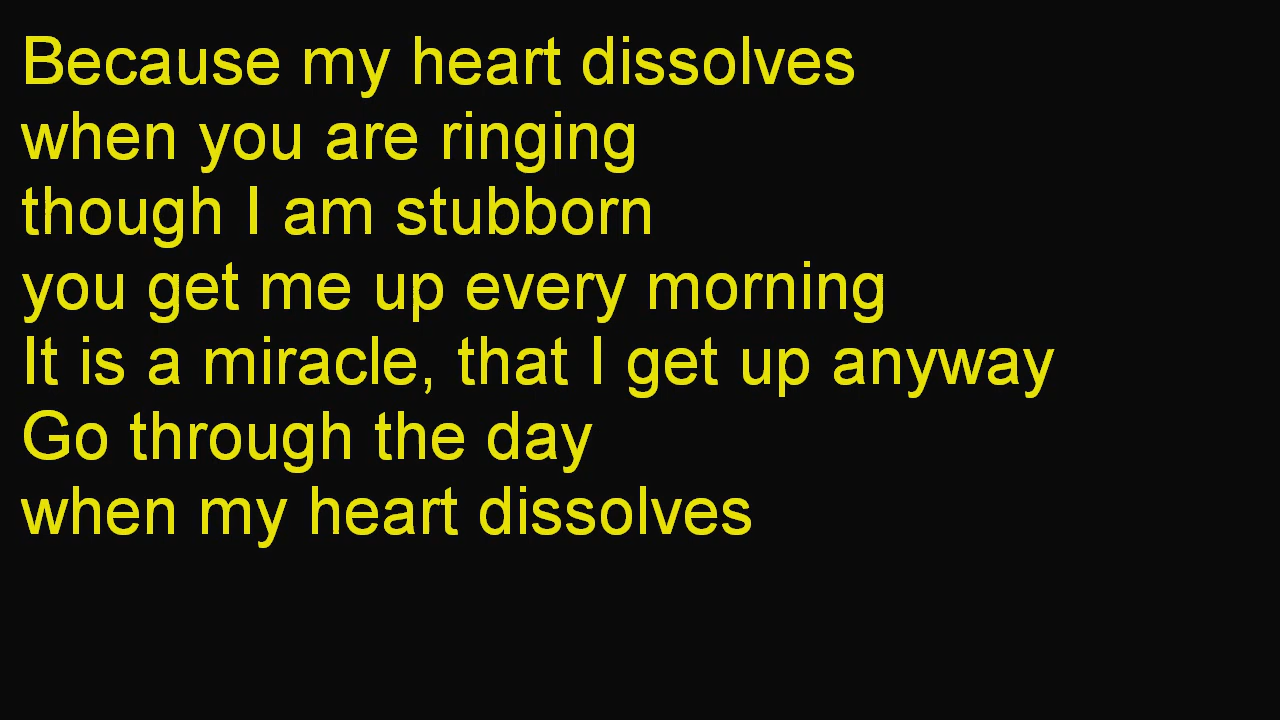 Because my heart dissolves
when you are ringing
though I am stubborn
you get me up every morning
It is a miracle, that I get up anyway
Go through the day
when my heart dissolves